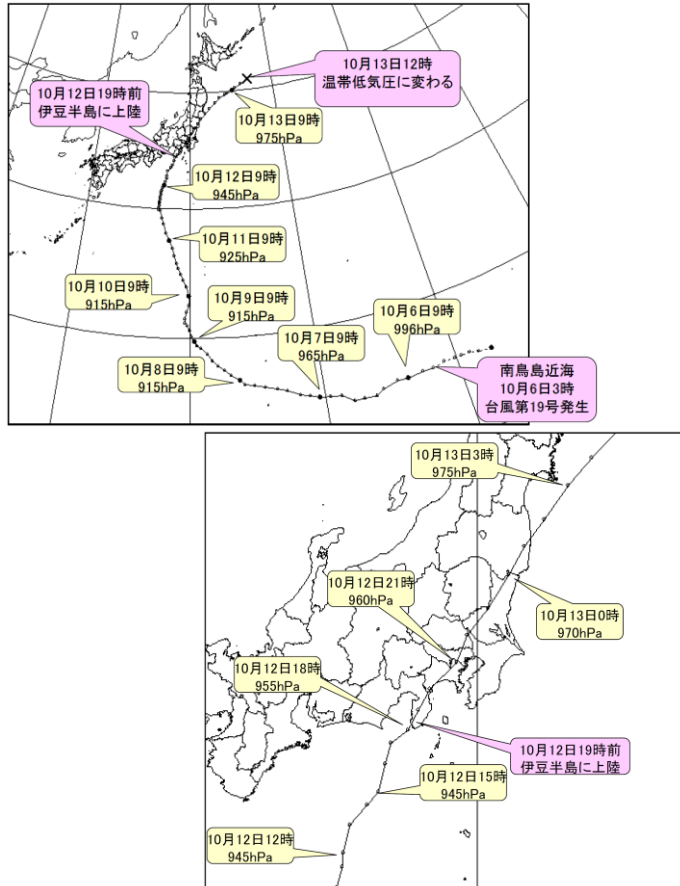 10月13日12時
温帯低気圧に変わる
10月12日19時前
伊豆半島に上陸
10月13日9時
975hPa
10月12日9時
945hPa
10月11日9時
925hPa
10月10日9時
915hPa
10月9日9時
915hPa
10月6日9時
996hPa
10月7日9時
965hPa
10月8日9時
915hPa
南鳥島近海
10月6日3時
台風第19号発生
10月13日3時
975hPa
10月12日21時
960hPa
10月13日0時
970hPa
10月12日18時
955hPa
10月12日19時前
伊豆半島に上陸
10月12日15時
945hPa
10月12日12時
945hPa